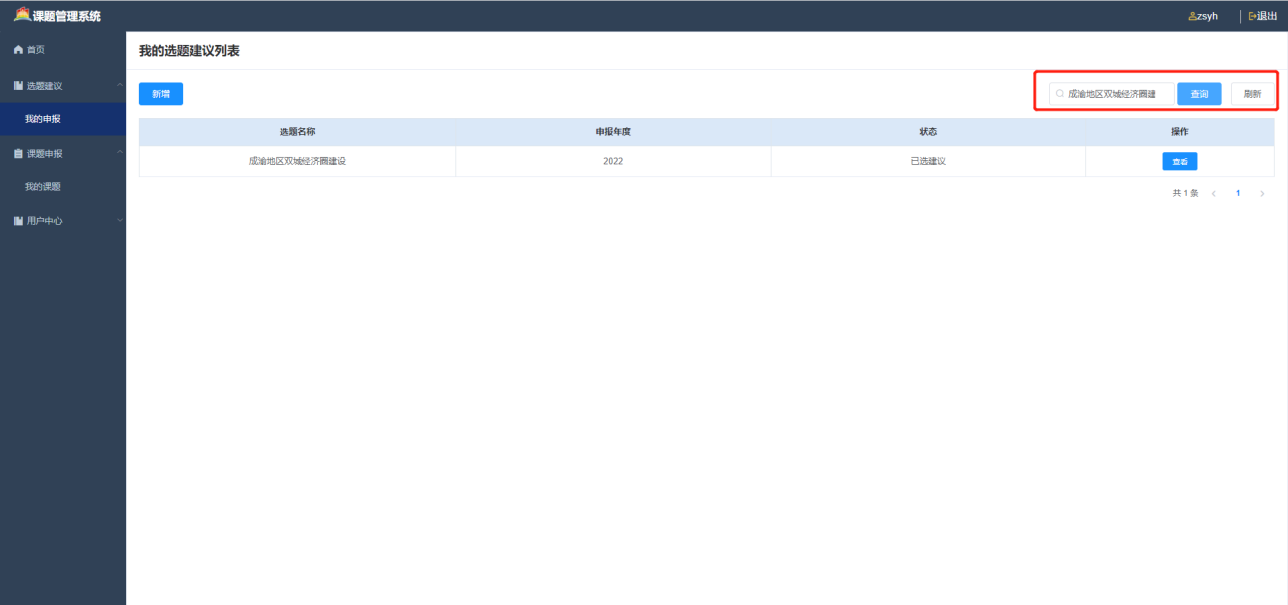 课题管理系统
zsyh
退出
首页
选题建议
我的申报
课题申报
我的课题
用户中心
我的选题建议列表
新增
成渝地区双城经济圈建
查询
刷新
选题名称 申报年度 状态 操作
成渝地区双城经济圈建设 2022 已选建议 查看
共 1 条 < 1 >